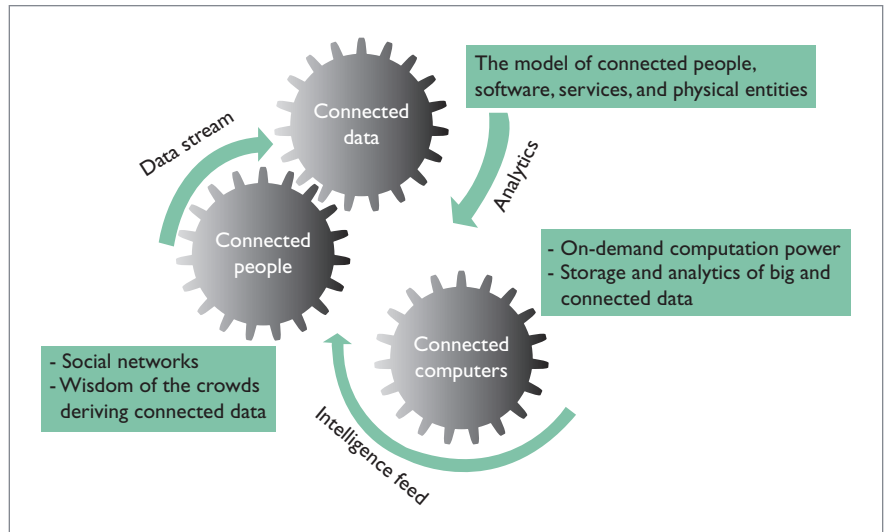 Connected
data
The model of connected people,
software, services, and physical entities
Data stream
Analytics
Connected
people
- On-demand computation power
- Storage and analytics of big and
connected data
Connected
computers
- Social networks
- Wisdom of the crowds
deriving connected data
Intelligence feed